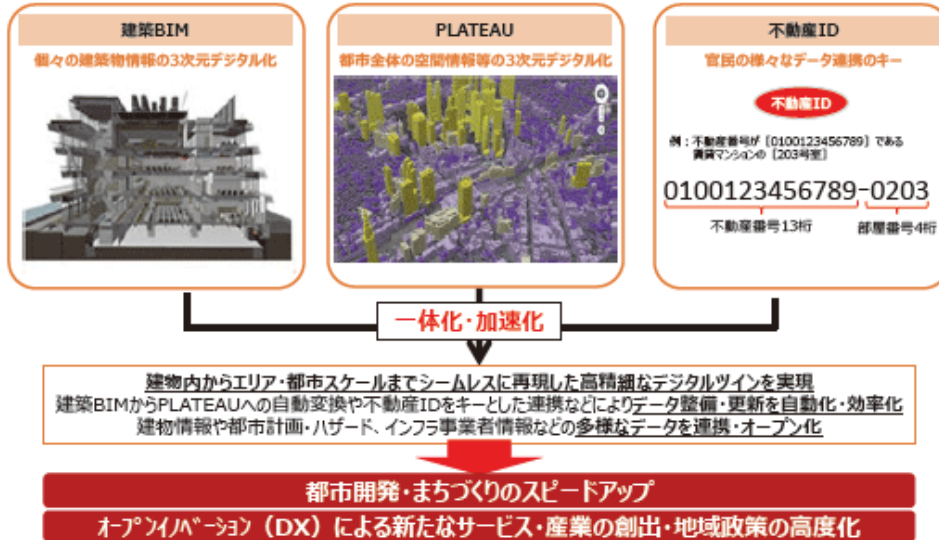 建築BIM
個々の建築物情報の3次元デジタル化
PLATEAU
都市全体の空間情報等の3次元デジタル化
不動産ID
官民の様々なデータ連携のキー
不動産ID
例：不動産番号が［0100123456789］である
賃貸マンションの［203号室］
0100123456789-0203
不動産番号13桁
部屋番号4桁
一体化・加速化
建物内からエリア・都市スケールまでシームレスに再現した高精細なデジタルツインを実現
建築BIMからPLATEAUへの自動変換や不動産IDをキーとした連携などによりデータ整備・更新を自動化・効率化
建物情報や都市計画・ハザード、インフラ事業者情報などの多様なデータを連携・オープン化
都市開発・まちづくりのスピードアップ
オープンイノベーション（DX）による新たなサービス・産業の創出・地域政策の高度化